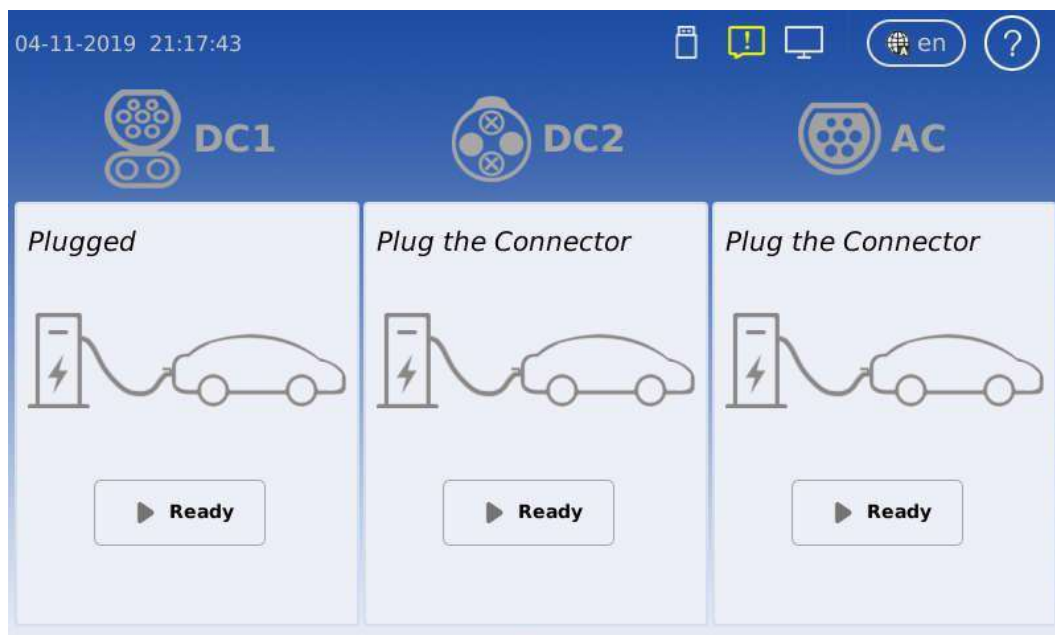 04-11-2019 21:17:43
en
?
DC1
DC2
AC
Plugged
Plug the Connector
Plug the Connector
Ready
Ready
Ready